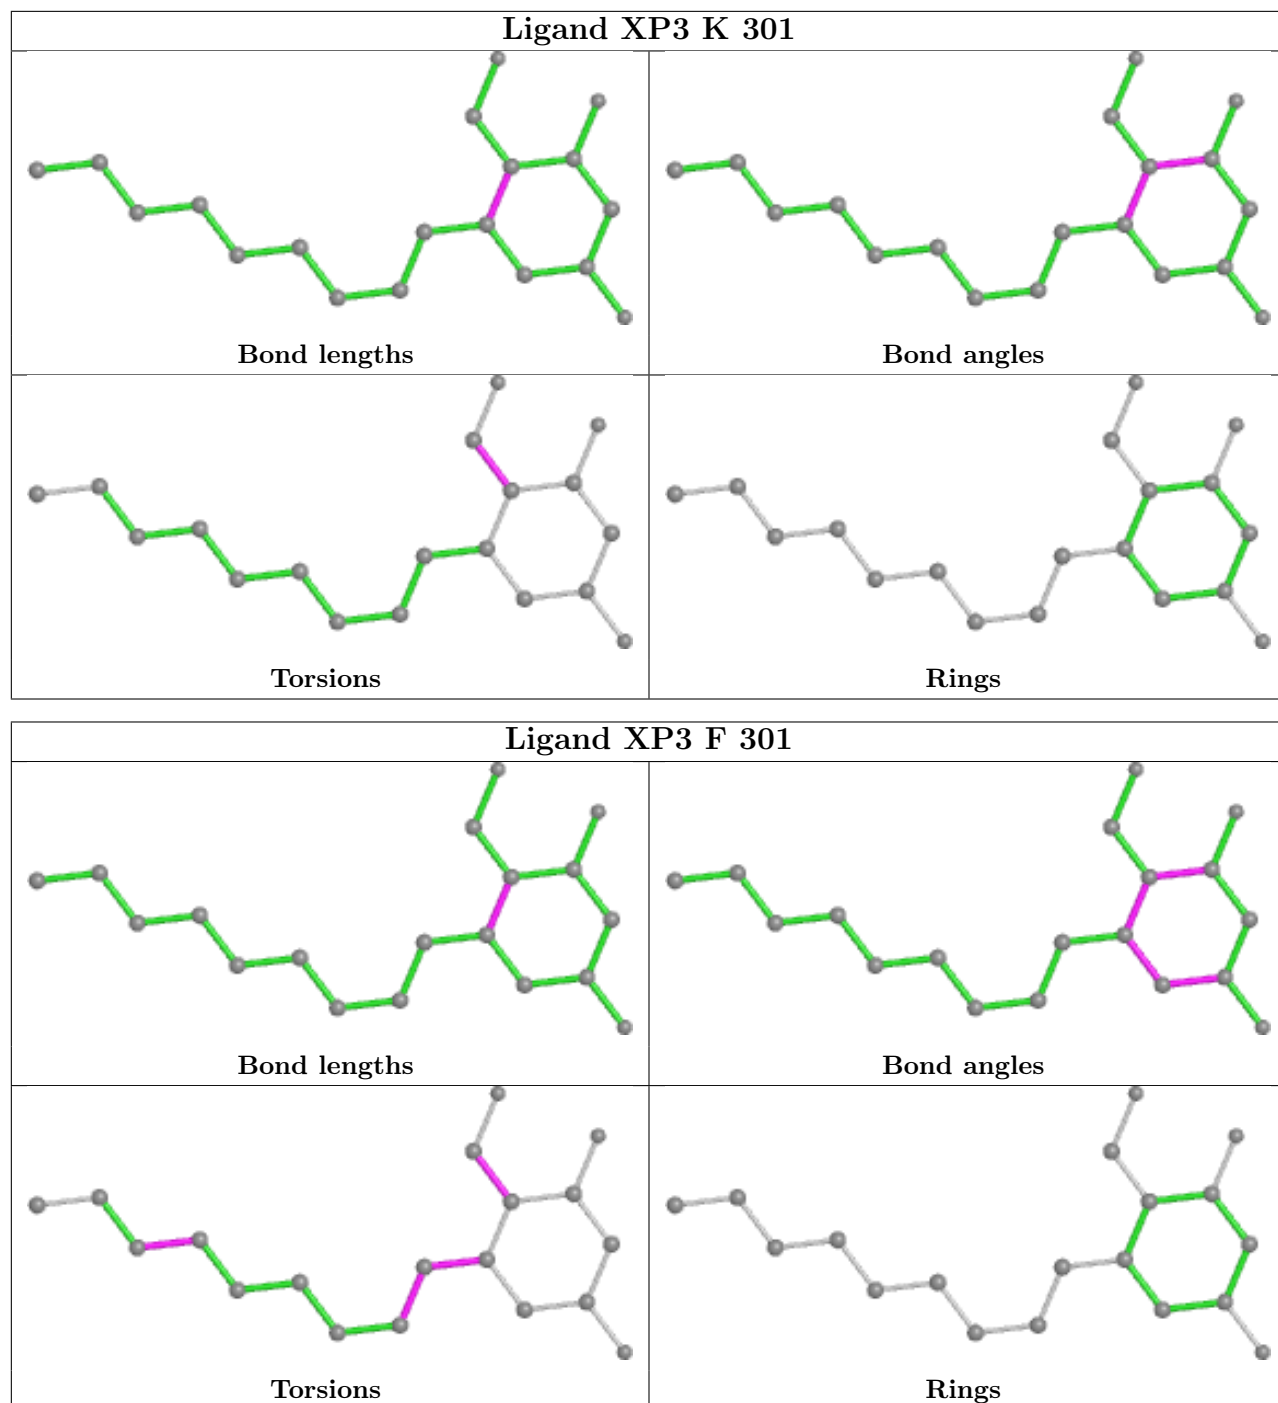 Ligand XP3 K 301
Bond lengths
Bond angles
Torsions
Rings
Ligand XP3 F 301
Bond lengths
Bond angles
Torsions
Rings